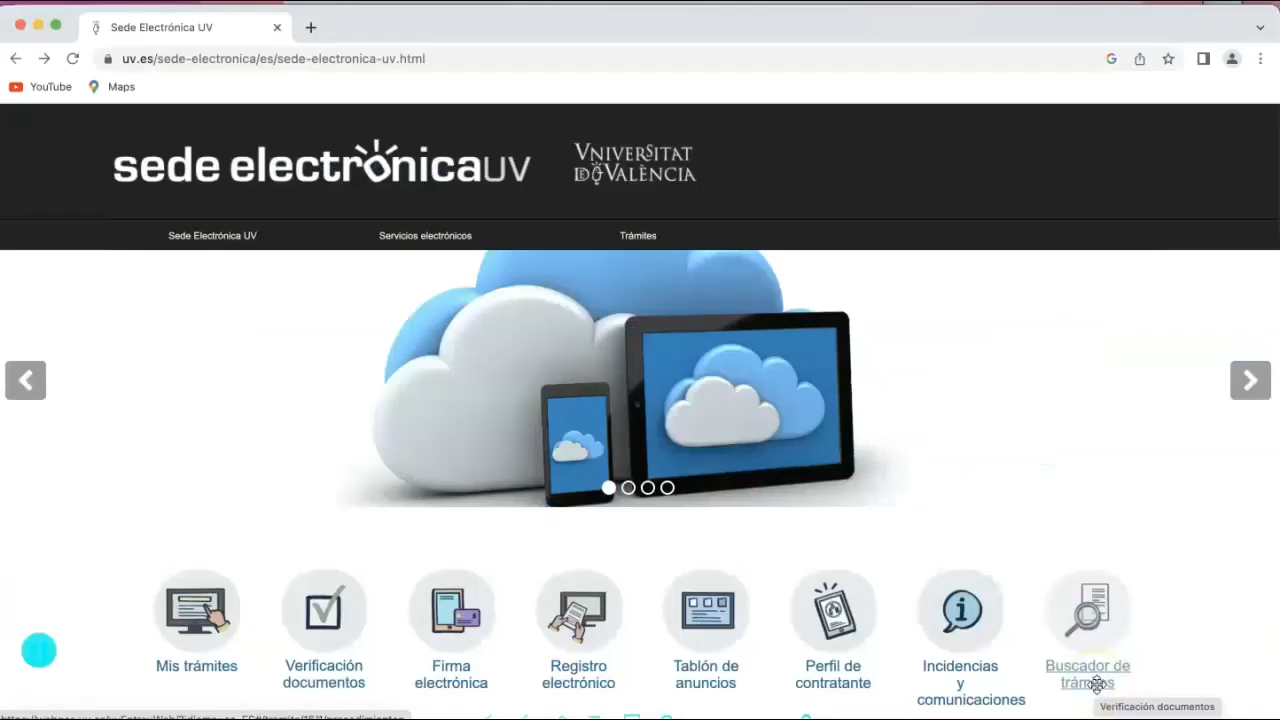 Sede Electrónica UV
uv.es/sede-electronica/es/sede-electronica-uv.html
YouTube Maps
sede electrónicaUV
VNIVERSITAT
DE VALÈNCIA
Sede Electrónica UV Servicios electrónicos Trámites
Mis trámites
Verificación
documentos
Firma
electrónica
Registro
electrónico
Tablón de
anuncios
Perfil de
contratante
Incidencias
y
comunicaciones
Buscador de
trámites
Verificación documentos